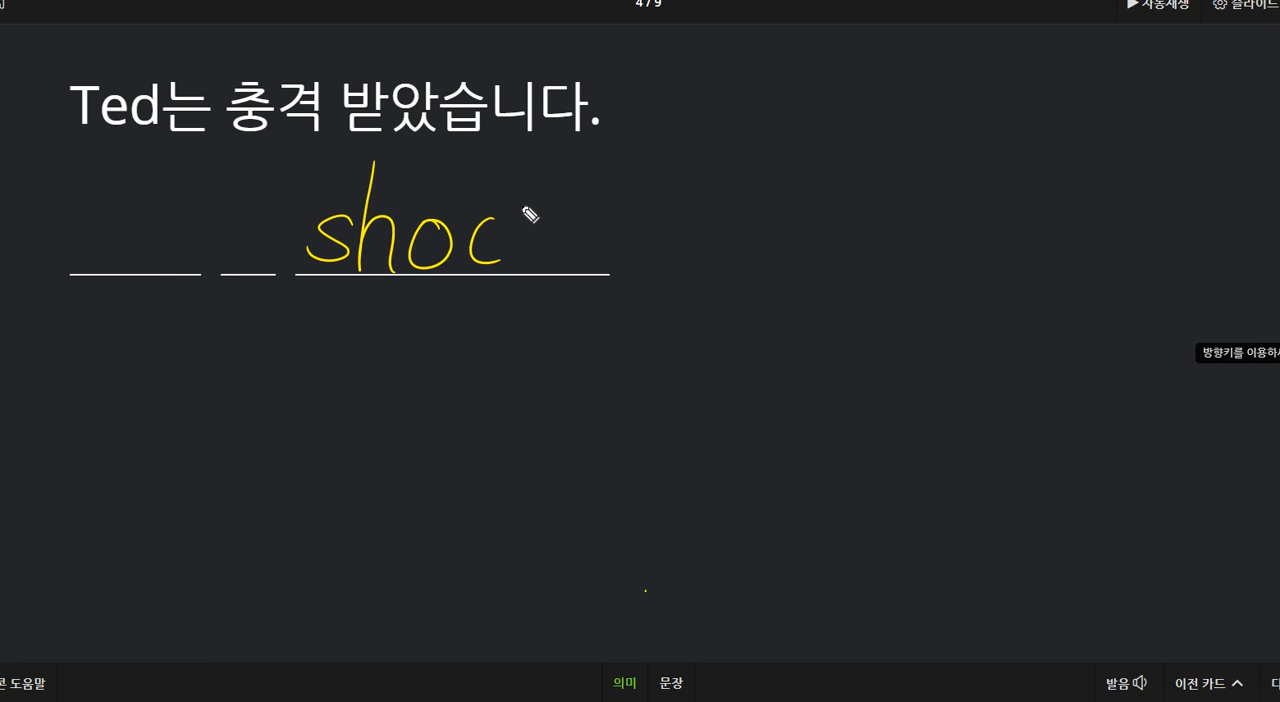 4 / 9
▶ 자동재생
슬라이드
Ted는 충격 받았습니다.
shoc
방향키를 이용하
도움말
의미
문장
발음
이전 카드